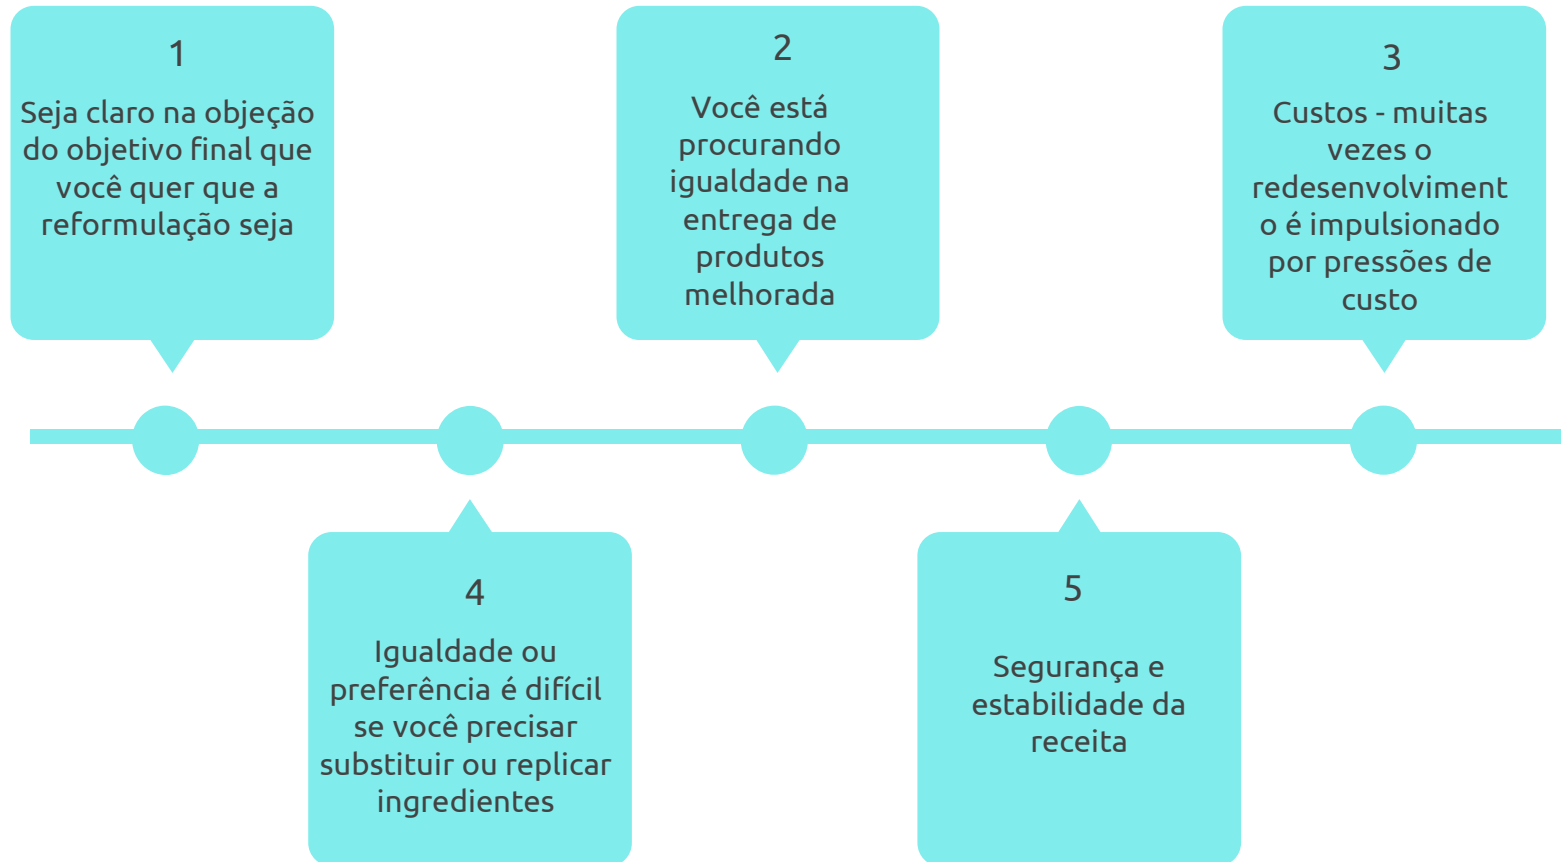 1
Seja claro na objeção
do objetivo final que
você quer que a
reformulação seja
2
Você está
procurando
igualdade na
entrega de
produtos
melhorada
3
Custos - muitas
vezes o
redesenvolviment
o é impulsionado
por pressões de
custo
4
Igualdade ou
preferência é difícil
se você precisar
substituir ou replicar
ingredientes
5
Segurança e
estabilidade da
receita